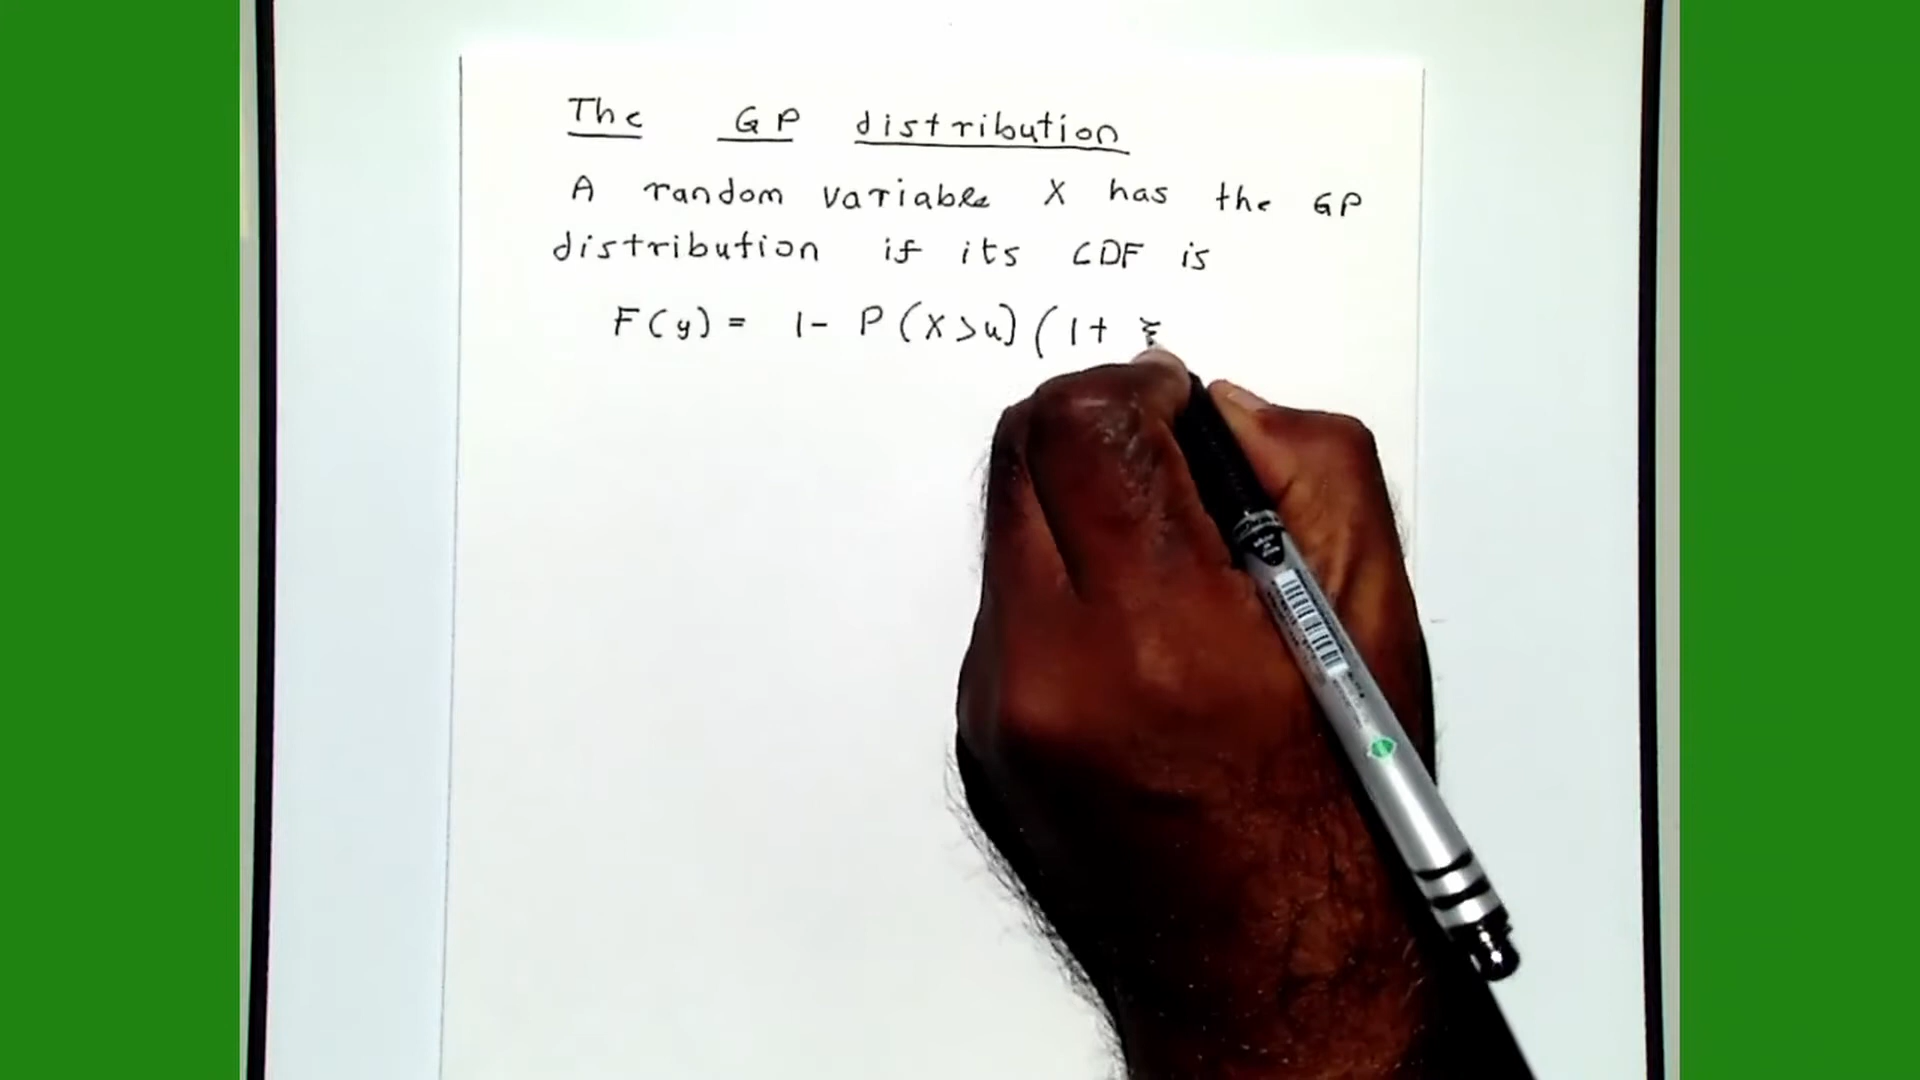 The GP distribution
A random variable X has the GP
distribution if its CDF is
F(y) = 1- P(X>u) (1+ ξ